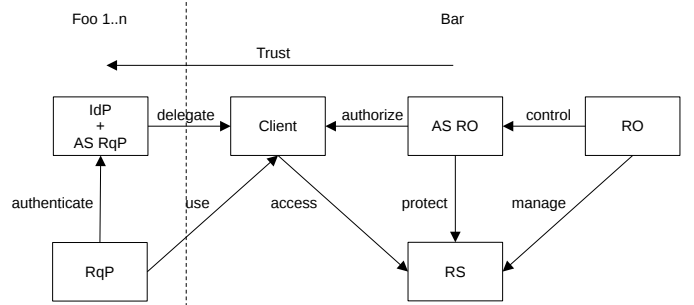 Foo 1..n
Bar
Trust
IdP
+
AS RqP
delegate
Client
authorize
AS RO
control
RO
authenticate
use
access
protect
manage
RqP
RS